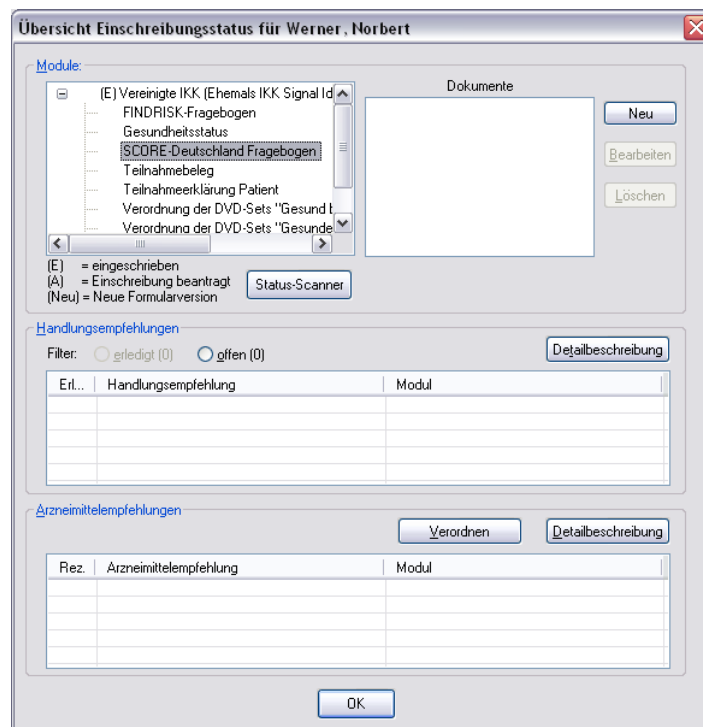 Übersicht Einschreibungsstatus für Werner, Norbert
Module:
(E) Vereinigte IKK (Ehemals IKK Signal Id
FINDRISK-Fragebogen
Gesundheitsstatus
SCORE-Deutschland Fragebogen
Teilnahmebeleg
Teilnahmeerklärung Patient
Verordnung der DVD-Sets "Gesund b
Verordnung der DVD-Sets "Gesunde
Dokumente
Neu
Bearbeiten
Löschen
(E) = eingeschrieben
(A) = Einschreibung beantragt
(Neu) = Neue Formularversion
Status-Scanner
Handlungsempfehlungen
Filter: erledigt (0) offen (0)
Detailbeschreibung
Erl... Handlungsempfehlung Modul
Arzneimittelempfehlungen
Verordnen Detailbeschreibung
Rez. Arzneimittelempfehlung Modul
OK